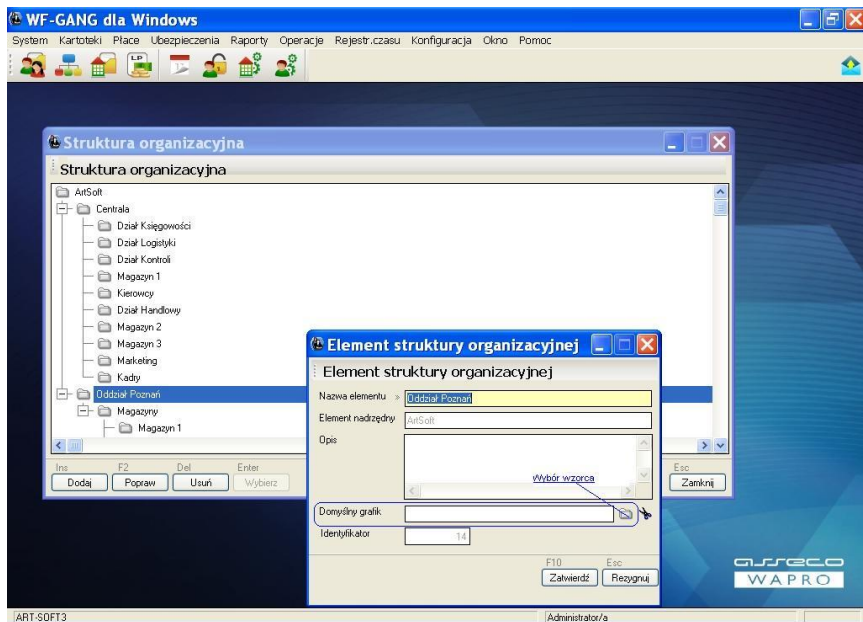 WF-GANG dla Windows
System Kartoteki Płace Ubezpieczenia Raporty Operacje Rejestr.czasu Konfiguracja Okno Pomoc
LP
Struktura organizacyjna
Struktura organizacyjna
ArtSoft
Centrala
Dział Księgowości
Dział Logistyki
Dział Kontroli
Magazyn 1
Kierowcy
Dział Handlowy
Magazyn 2
Magazyn 3
Marketing
Kadry
Oddział Poznań
Magazyny
Magazyn 1
Ins F2 Del Enter Esc
Dodaj Popraw Usuń Wybierz Zamknij
Element struktury organizacyjnej
Element struktury organizacyjnej
Nazwa elementu » Oddział Poznań
Element nadrzędny ArtSoft
Opis
Wybór wzorca
Domyślny grafik
Identyfikator 14
F10 Esc
Zatwierdź Rezygnuj
asseco
WAPRO
ART-SOFT3 Administrator/a